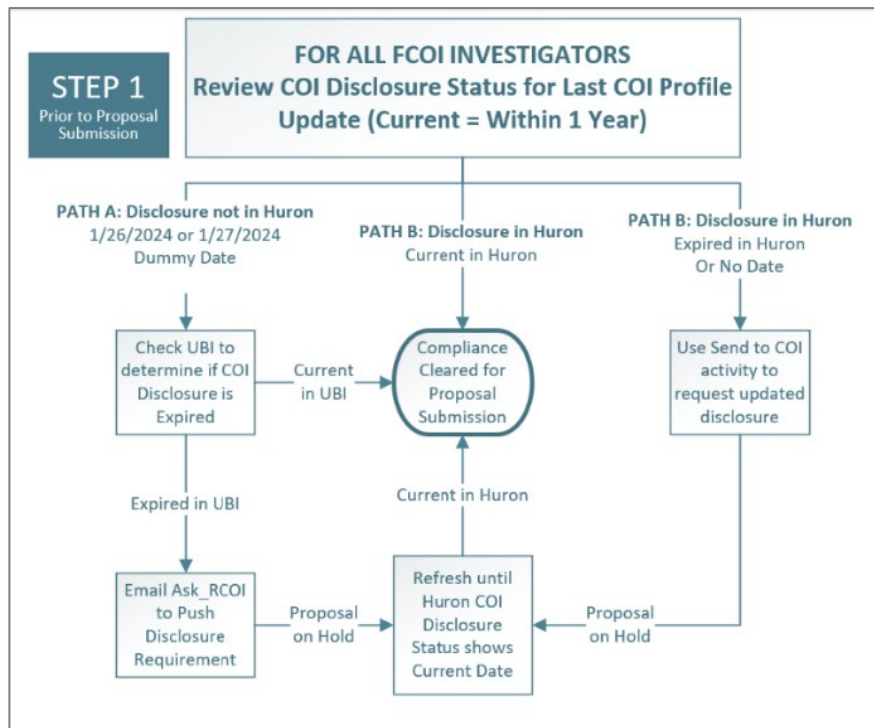 STEP 1
Prior to Proposal
Submission
FOR ALL FCOI INVESTIGATORS
Review COI Disclosure Status for Last COI Profile
Update (Current = Within 1 Year)
PATH A: Disclosure not in Huron
1/26/2024 or 1/27/2024
Dummy Date
PATH B: Disclosure in Huron
Current in Huron
PATH B: Disclosure in Huron
Expired in Huron
Or No Date
Check UBI to
determine if COI
Disclosure is
Expired
Current
in UBI
Compliance
Cleared for
Proposal
Submission
Use Send to COI
activity to
request updated
disclosure
Expired in UBI
Current in Huron
Email Ask_RCOI
to Push
Disclosure
Requirement
Proposal
on Hold
Refresh until
Huron COI
Disclosure
Status shows
Current Date
Proposal
on Hold